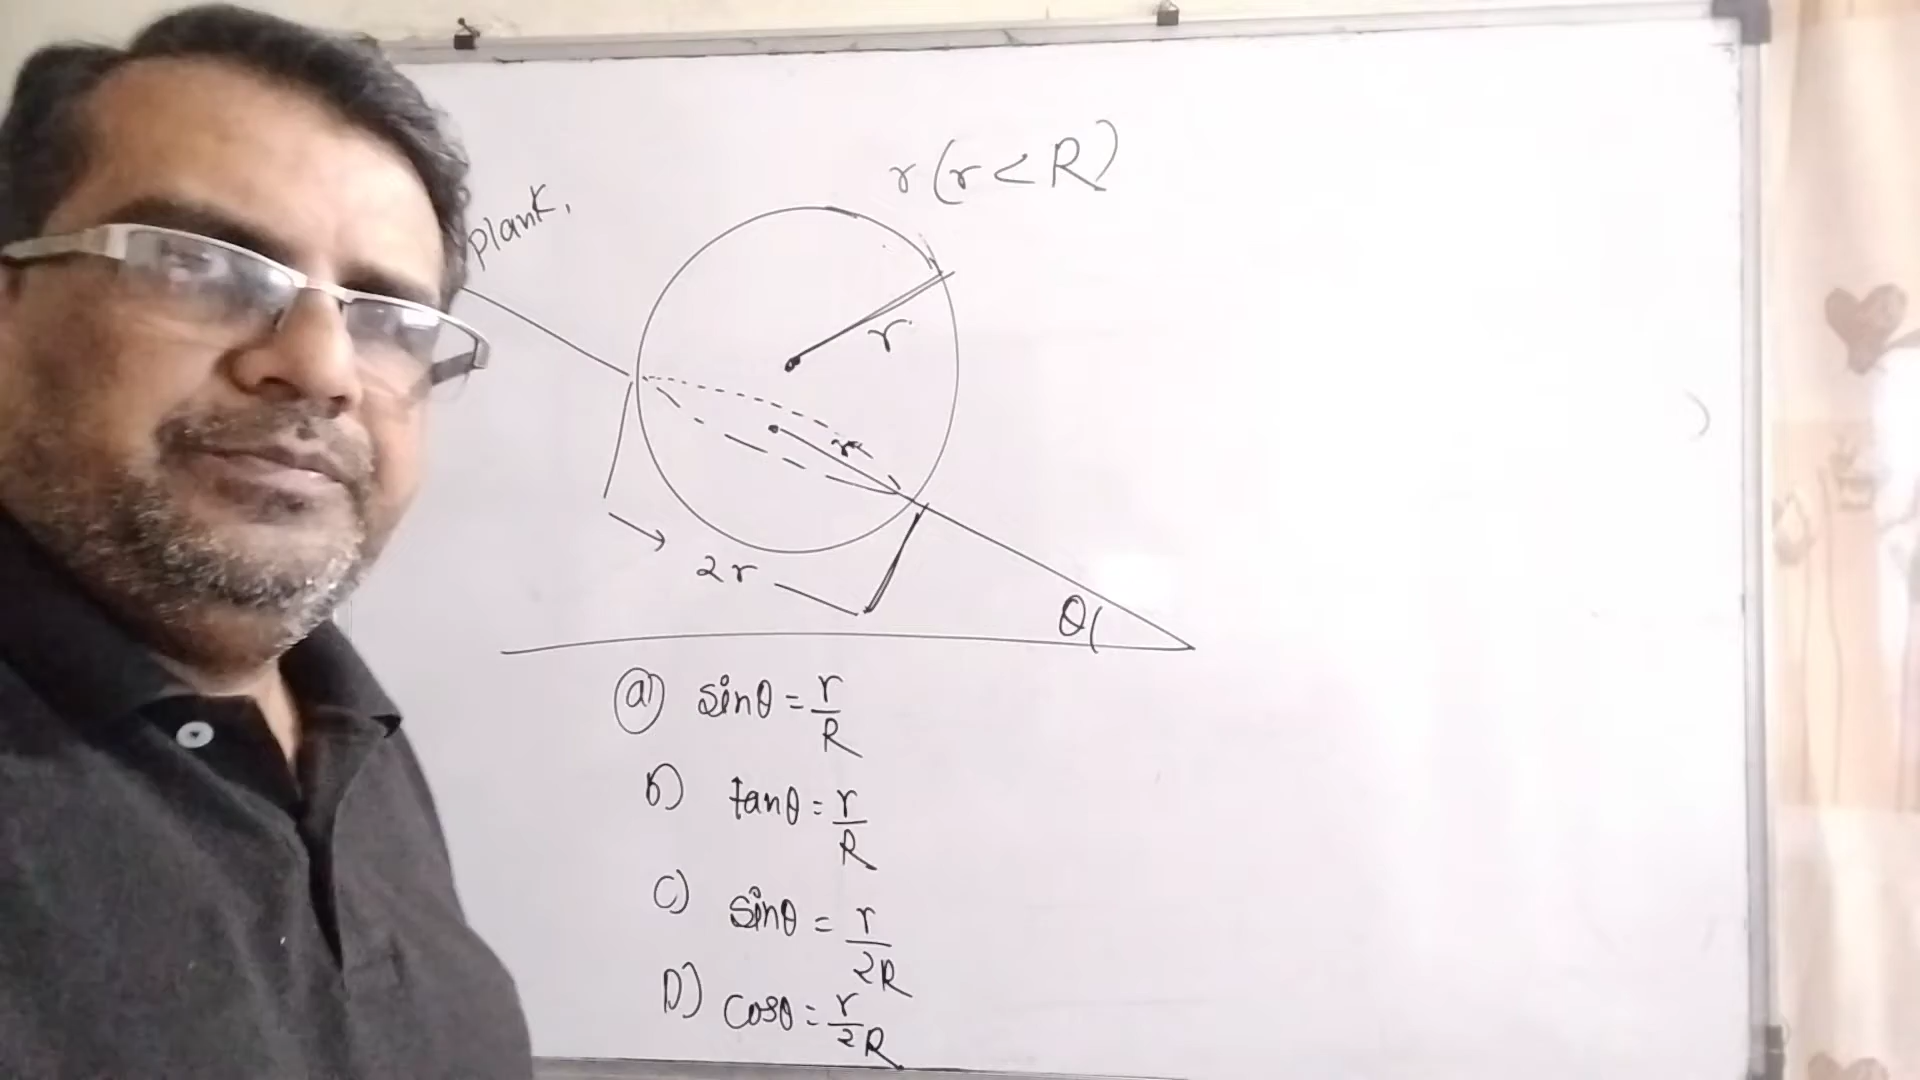 r (r < R)
plank.
r
r
2r
θ
a) sinθ = r/R
b) tanθ = r/R
c) sinθ = r/2R
D) cosθ = r/2R